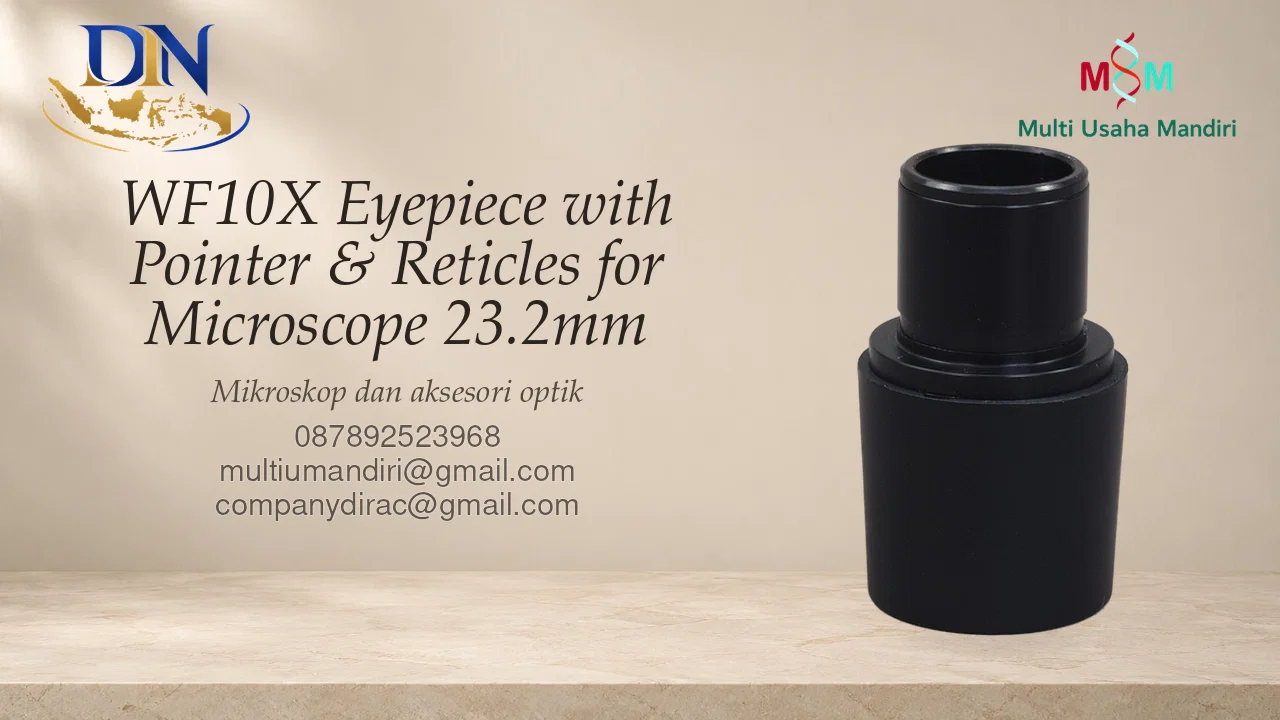 DN
M M
Multi Usaha Mandiri
WF10X Eyepiece with
Pointer & Reticles for
Microscope 23.2mm
Mikroskop dan aksesori optik
087892523968
multiumandiri@gmail.com
companydirac@gmail.com